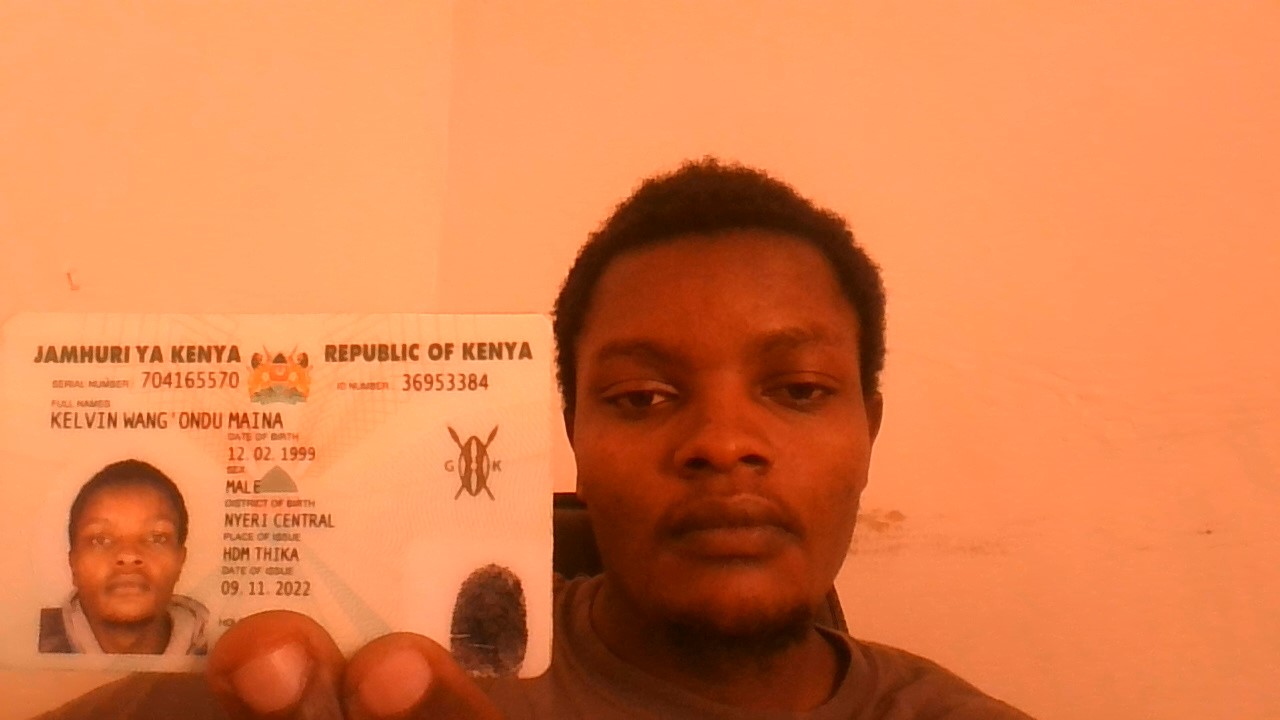 JAMHURI YA KENYA REPUBLIC OF KENYA
SERIAL NUMBER 704165570 ID NUMBER 36953384
FULL NAMES
KELVIN WANG'ONDU MAINA
DATE OF BIRTH
12.02.1999
SEX
MALE
DISTRICT OF BIRTH
NYERI CENTRAL
PLACE OF ISSUE
HDM THIKA
DATE OF ISSUE
09.11.2022
G K